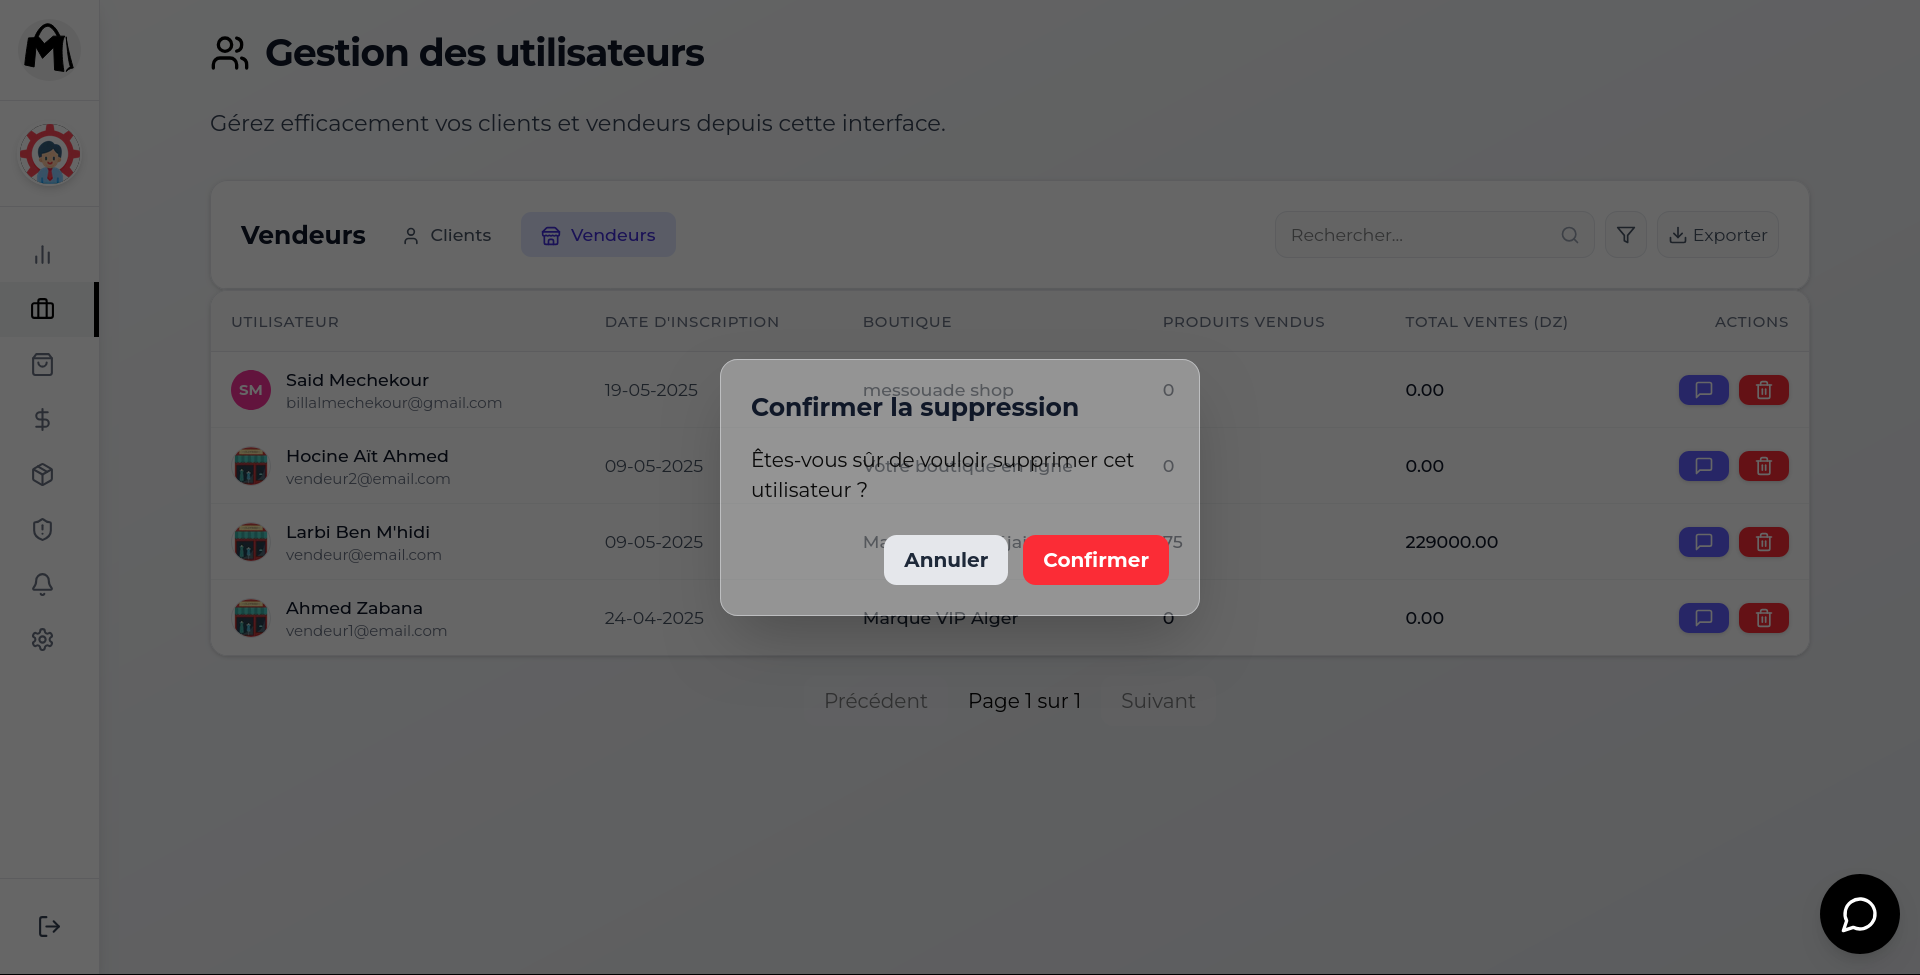 Gestion des utilisateurs
Gérez efficacement vos clients et vendeurs depuis cette interface.
Vendeurs Clients Vendeurs Rechercher... Exporter
UTILISATEUR DATE D'INSCRIPTION BOUTIQUE PRODUITS VENDUS TOTAL VENTES (DZ) ACTIONS
SM Said Mechekour 19-05-2025 messouade shop 0 0.00
billalmechekour@gmail.com
Confirmer la suppression
Hocine Aït Ahmed 09-05-2025 Votre boutique en ligne 0 0.00
vendeur2@email.com
Êtes-vous sûr de vouloir supprimer cet
utilisateur ?
Larbi Ben M'hidi 09-05-2025 75 229000.00
vendeur@email.com
Annuler Confirmer
Ahmed Zabana 24-04-2025 Marque VIP Alger 0 0.00
vendeur1@email.com
Précédent Page 1 sur 1 Suivant